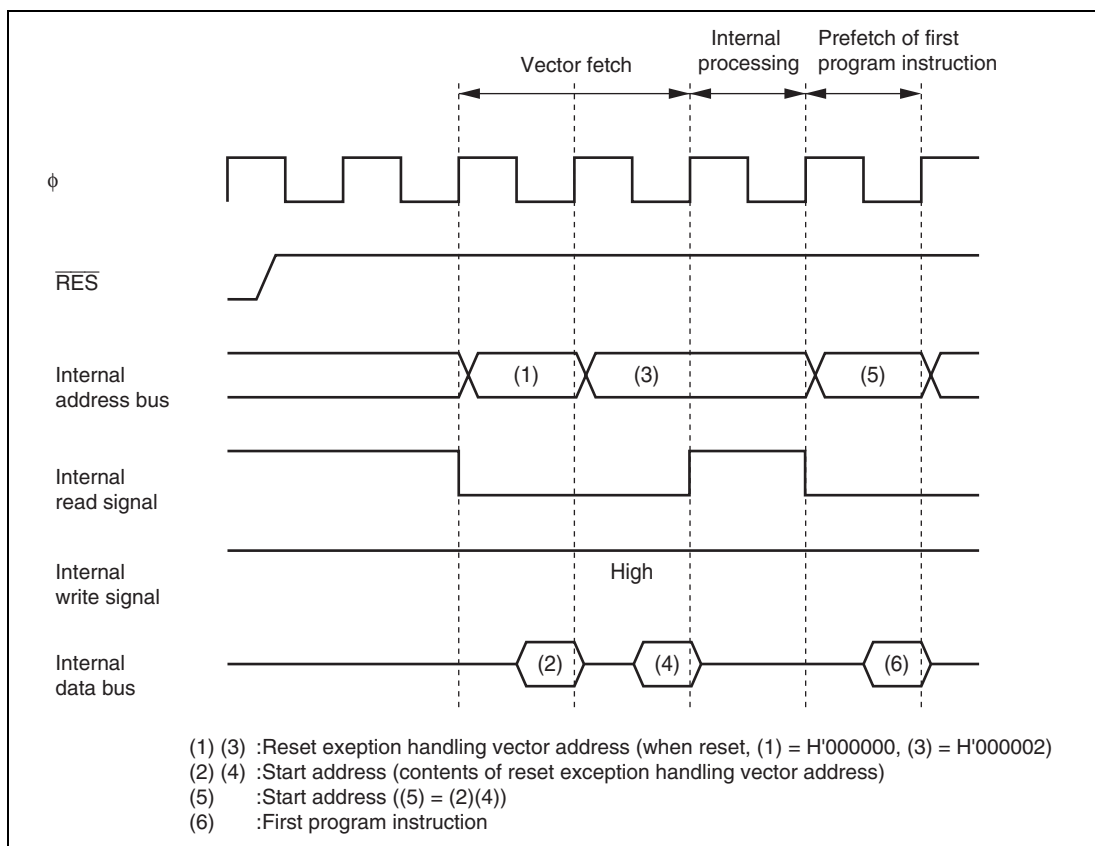 Vector fetch
Internal
processing
Prefetch of first
program instruction
ϕ
RES
Internal
address bus
(1)
(3)
(5)
Internal
read signal
Internal
write signal
High
Internal
data bus
(2)
(4)
(6)
(1) (3) :Reset exeption handling vector address (when reset, (1) = H'000000, (3) = H'000002)
(2) (4) :Start address (contents of reset exception handling vector address)
(5) :Start address ((5) = (2)(4))
(6) :First program instruction